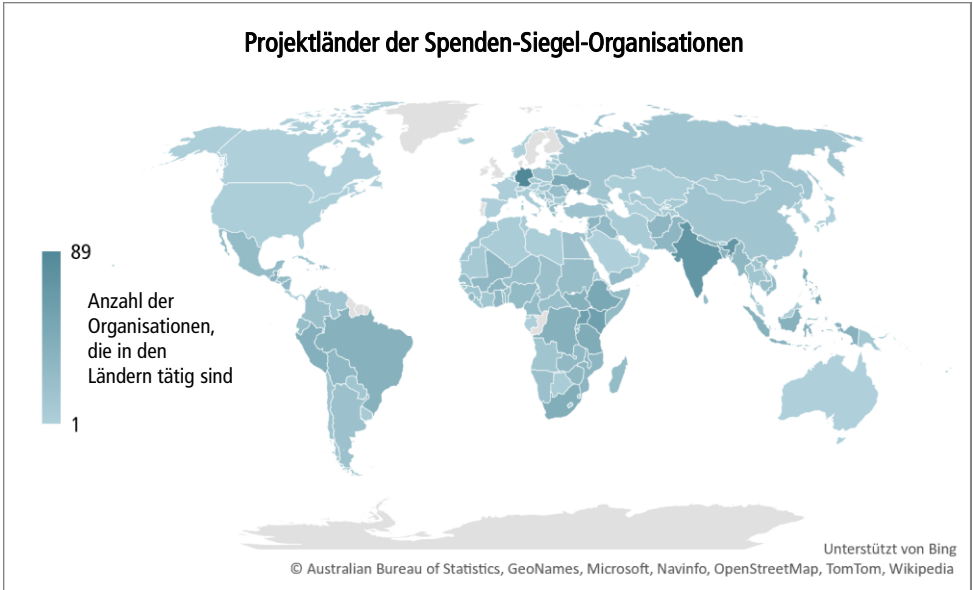 Projektländer der Spenden-Siegel-Organisationen
89
Anzahl der
Organisationen,
die in den
Ländern tätig sind
1
Unterstützt von Bing
© Australian Bureau of Statistics, GeoNames, Microsoft, Navinfo, OpenStreetMap, TomTom, Wikipedia